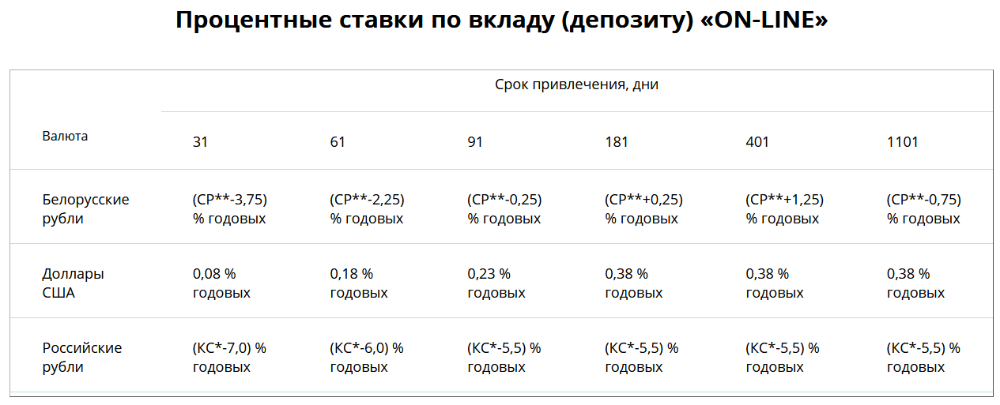 Процентные ставки по вкладу (депозиту) «ON-LINE»
Срок привлечения, дни
Валюта 31 61 91 181 401 1101
Белорусские (СР**-3,75) (СР**-2,25) (СР**-0,25) (СР**+0,25) (СР**+1,25) (СР**-0,75)
рубли % годовых % годовых % годовых % годовых % годовых % годовых
Доллары 0,08 % 0,18 % 0,23 % 0,38 % 0,38 % 0,38 %
США годовых годовых годовых годовых годовых годовых
Российские (КС*-7,0) % (КС*-6,0) % (КС*-5,5) % (КС*-5,5) % (КС*-5,5) % (КС*-5,5) %
рубли годовых годовых годовых годовых годовых годовых